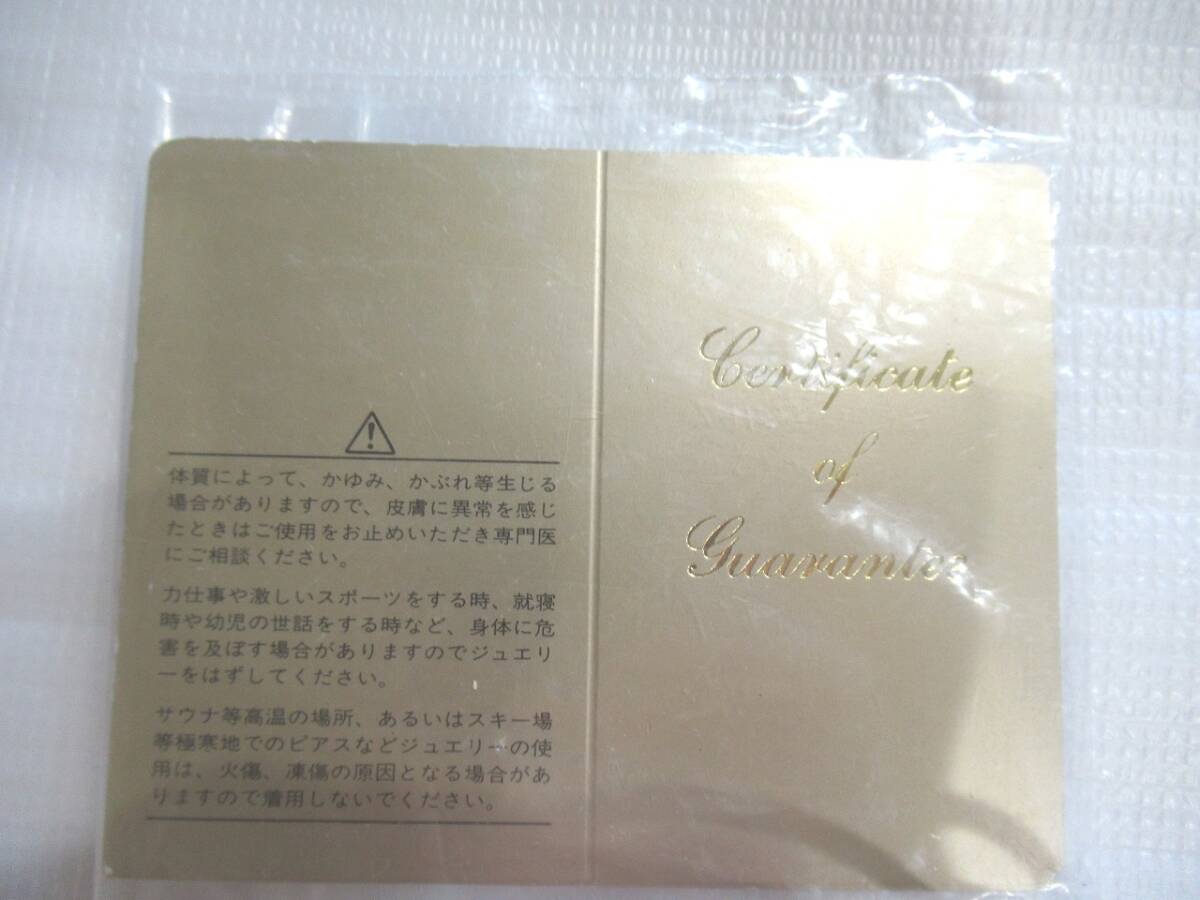 体質によって、かゆみ、かぶれ等生じる
場合がありますので、皮膚に異常を感じ
たときはご使用をお止めいただき専門医
にご相談ください。
力仕事や激しいスポーツをする時、就寝
時や幼児の世話をする時など、身体に危
害を及ぼす場合がありますのでジュエリ
ーをはずしてください。
サウナ等高温の場所、あるいはスキー場
等極寒地でのピアスなどジュエリーの使
用は、火傷、凍傷の原因となる場合があ
りますので着用しないでください。
Certificate
of
Guarantee